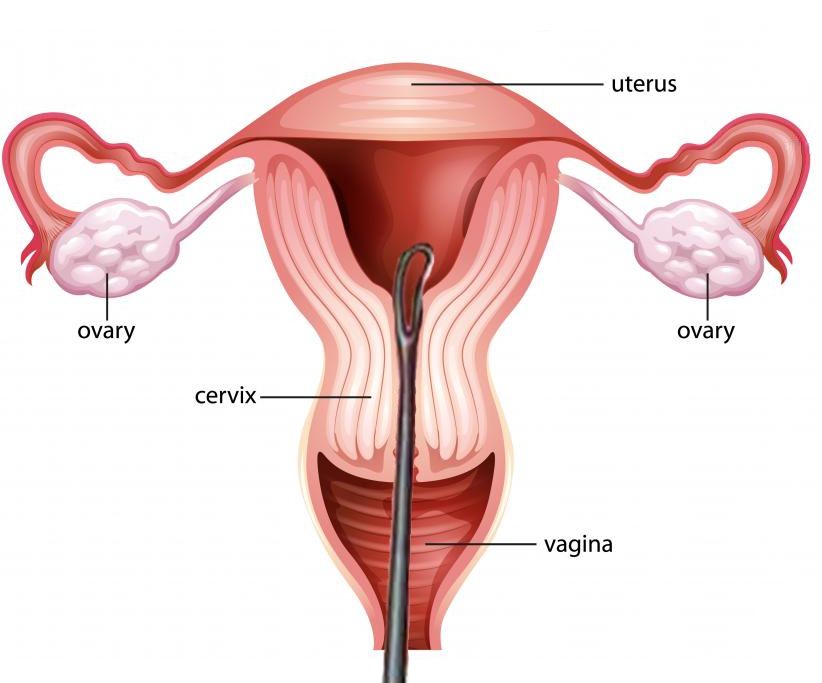 uterus
ovary
ovary
cervix
vagina